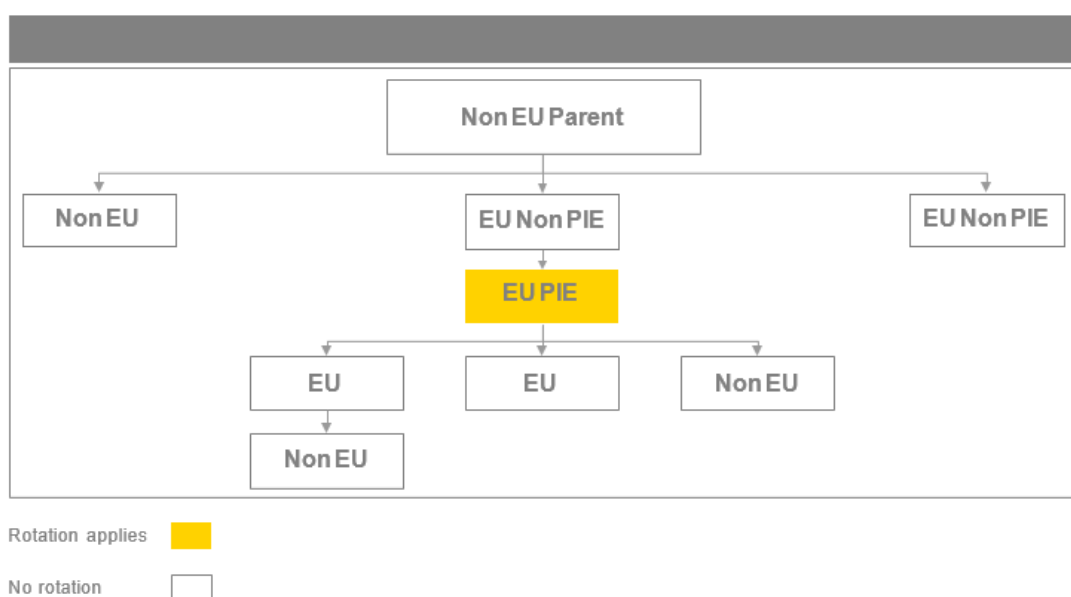 Non EU Parent
Non EU
EU Non PIE
EU Non PIE
EU PIE
EU
EU
Non EU
Non EU
Rotation applies
No rotation